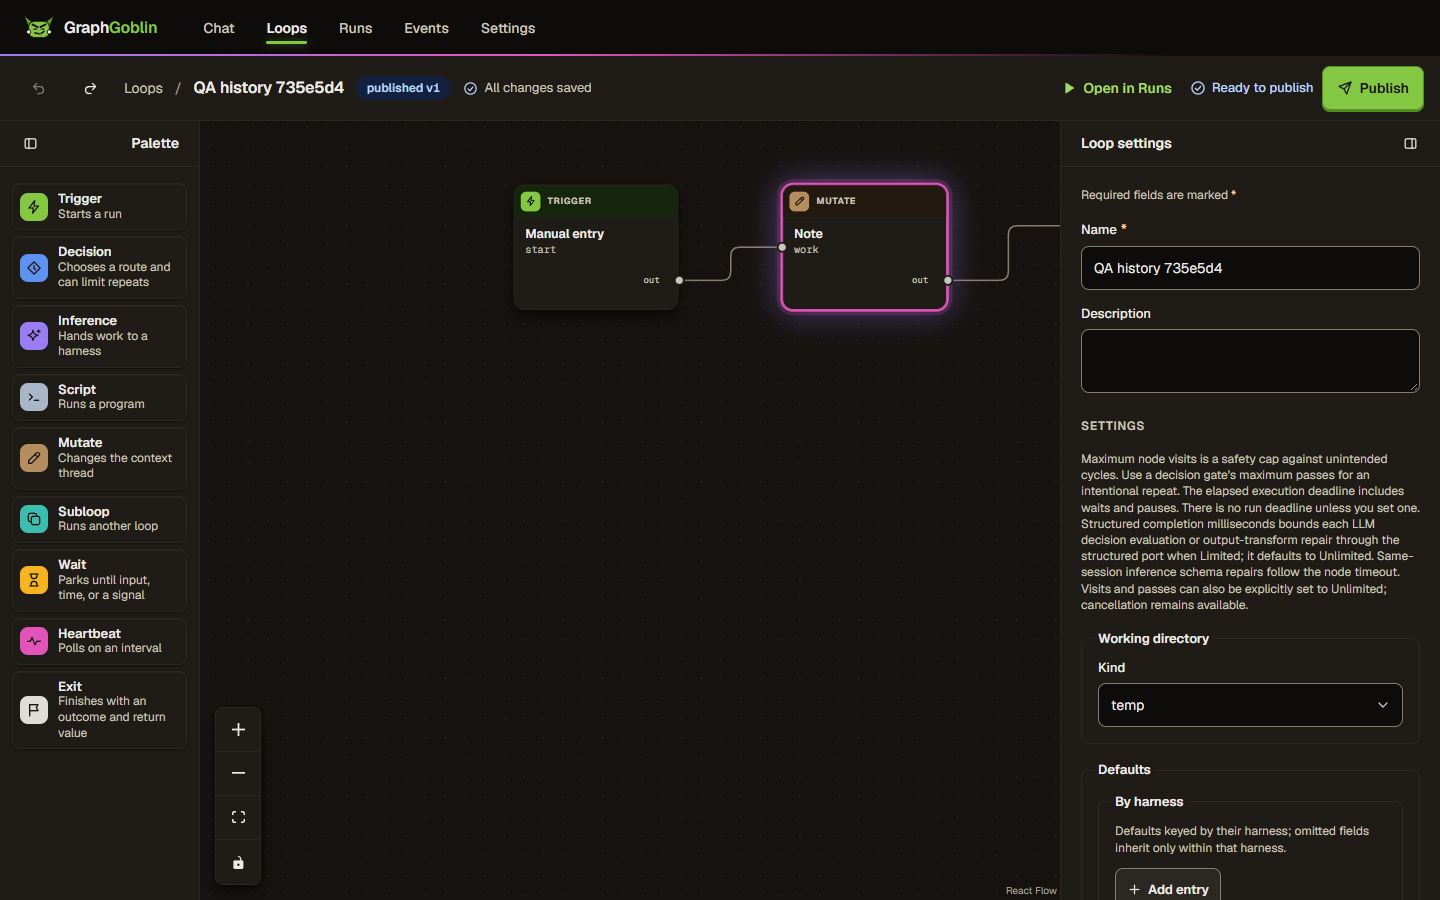 GraphGoblin
Chat
Loops
Runs
Events
Settings
Loops / QA history 735e5d4
published v1
All changes saved
Open in Runs
Ready to publish
Publish
Palette
Trigger
Starts a run
Decision
Chooses a route and
can limit repeats
Inference
Hands work to a
harness
Script
Runs a program
Mutate
Changes the context
thread
Subloop
Runs another loop
Wait
Parks until input,
time, or a signal
Heartbeat
Polls on an interval
Exit
Finishes with an
outcome and return
value
TRIGGER
Manual entry
start
out
MUTATE
Note
work
out
React Flow
Loop settings
Required fields are marked *
Name *
QA history 735e5d4
Description
SETTINGS
Maximum node visits is a safety cap against unintended
cycles. Use a decision gate's maximum passes for an
intentional repeat. The elapsed execution deadline includes
waits and pauses. There is no run deadline unless you set one.
Structured completion milliseconds bounds each LLM
decision evaluation or output-transform repair through the
structured port when Limited; it defaults to Unlimited. Same-
session inference schema repairs follow the node timeout.
Visits and passes can also be explicitly set to Unlimited;
cancellation remains available.
Working directory
Kind
temp
Defaults
By harness
Defaults keyed by their harness; omitted fields
inherit only within that harness.
Add entry